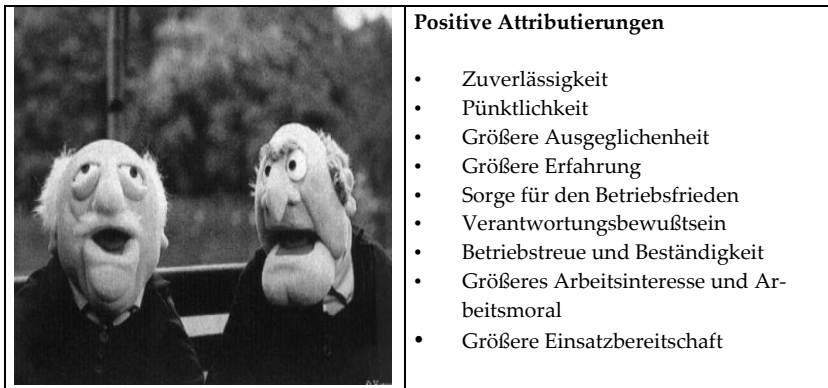 Positive Attributierungen
• Zuverlässigkeit
• Pünktlichkeit
• Größere Ausgeglichenheit
• Größere Erfahrung
• Sorge für den Betriebsfrieden
• Verantwortungsbewußtsein
• Betriebstreue und Beständigkeit
• Größeres Arbeitsinteresse und Ar-
beitsmoral
• Größere Einsatzbereitschaft